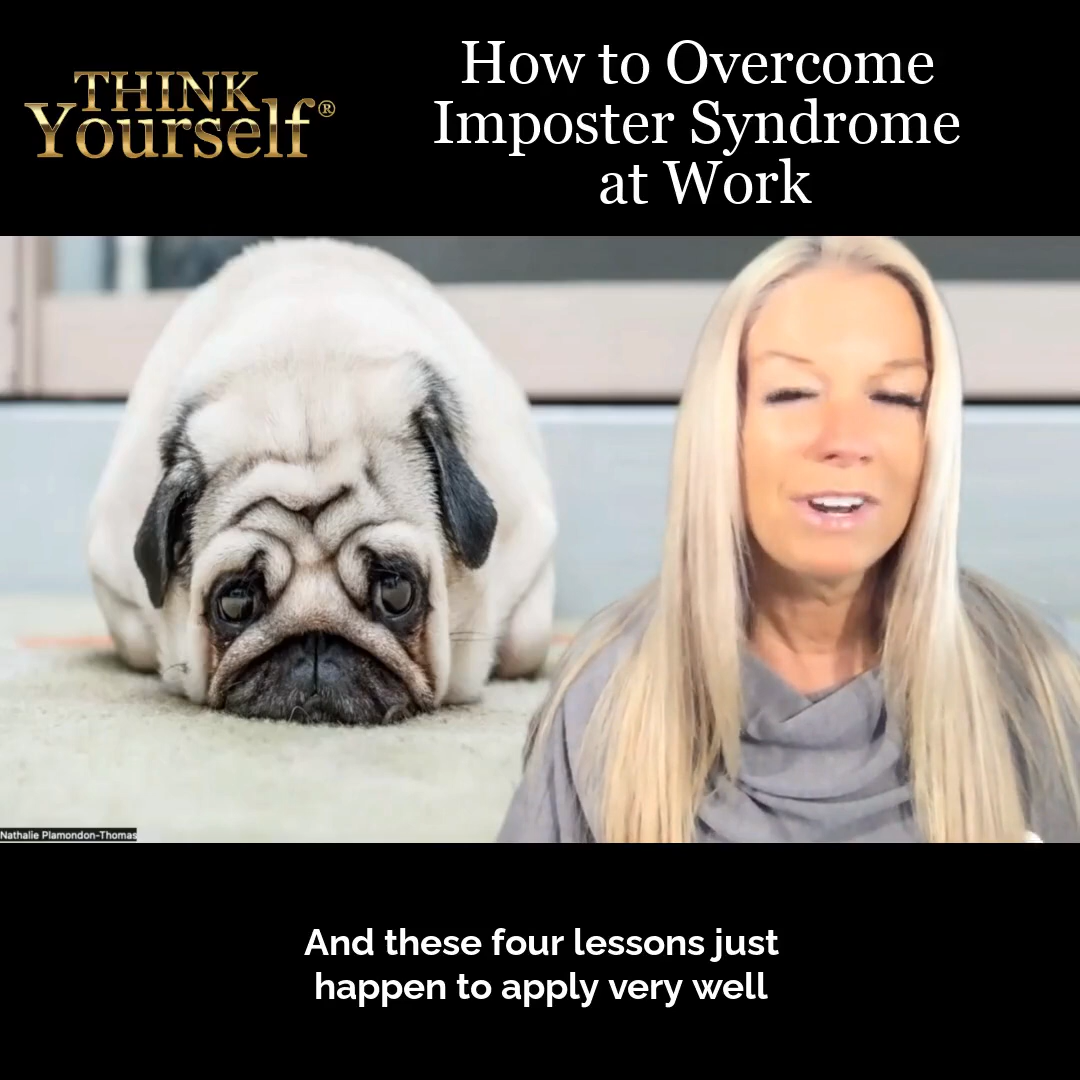 THINK
Yourself®
How to Overcome
Imposter Syndrome
at Work
Nathalie Plamondon-Thomas
And these four lessons just
happen to apply very well